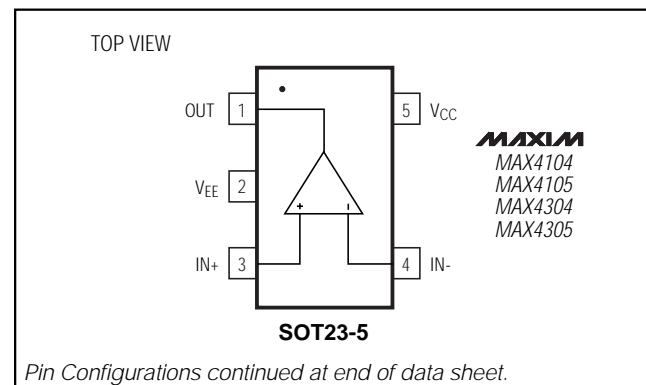 TOP VIEW
OUT 1
5 VCC
VEE 2
IN+ 3
4 IN-
+ -
MAXIM
MAX4104
MAX4105
MAX4304
MAX4305
SOT23-5
Pin Configurations continued at end of data sheet.